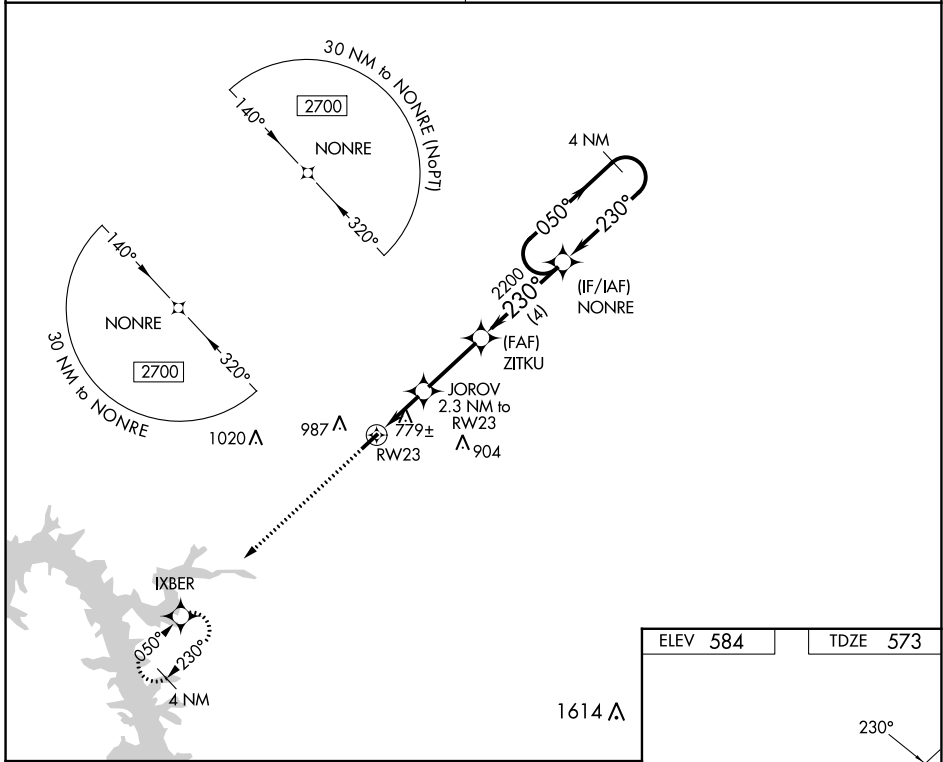 30 NM to NONRE (NoPT)
2700
140°
NONRE
320°
140°
NONRE
320°
2700
30 NM to NONRE
4 NM
050°
230°
2200
230°
(4)
(IF/IAF)
NONRE
(FAF)
ZITKU
JOROV
2.3 NM to
RW23
1020
987
779±
904
RW23
IXBER
050°
230°
4 NM
1614
ELEV 584
TDZE 573
230°